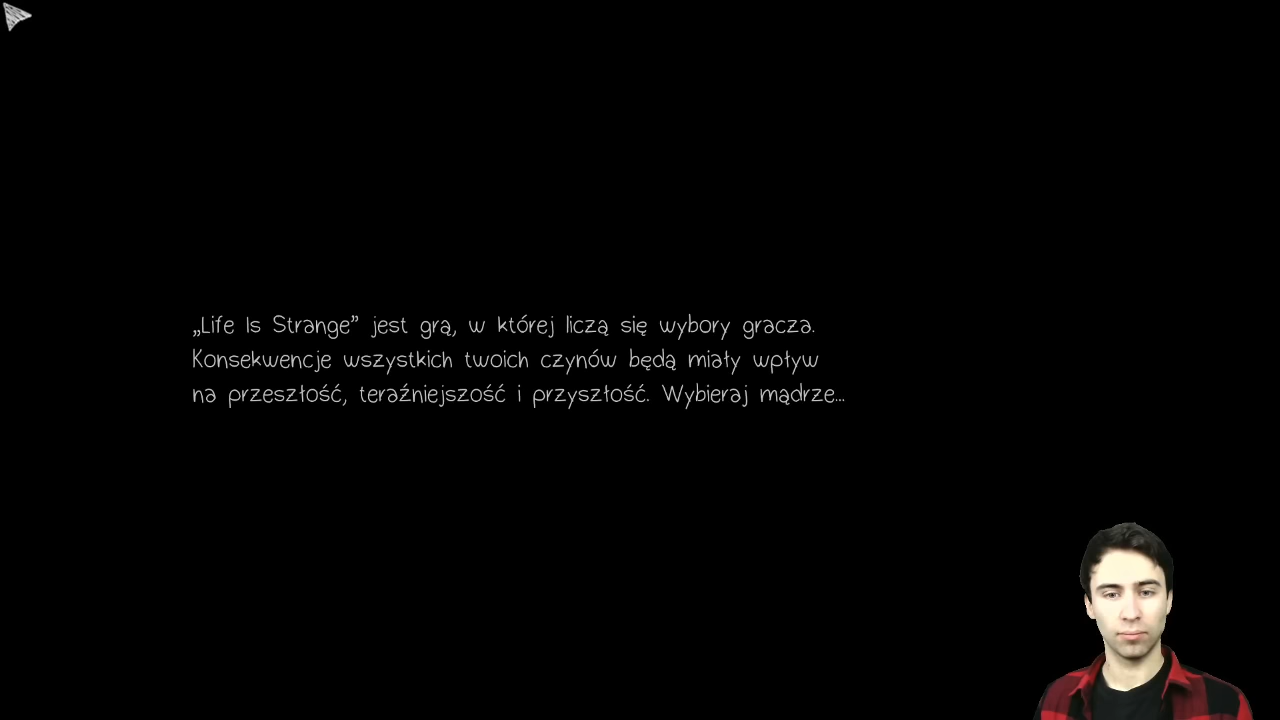 „Life Is Strange” jest grą, w której liczą się wybory gracza.
Konsekwencje wszystkich twoich czynów będą miały wpływ
na przeszłość, teraźniejszość i przyszłość. Wybieraj mądrze...